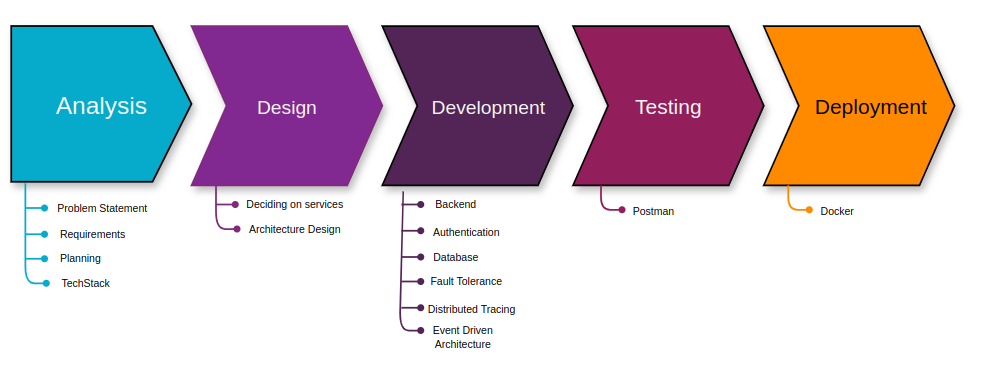 Analysis
Design
Development
Testing
Deployment
Problem Statement
Requirements
Planning
TechStack
Deciding on services
Architecture Design
Backend
Authentication
Database
Fault Tolerance
Distributed Tracing
Event Driven
Architecture
Postman
Docker